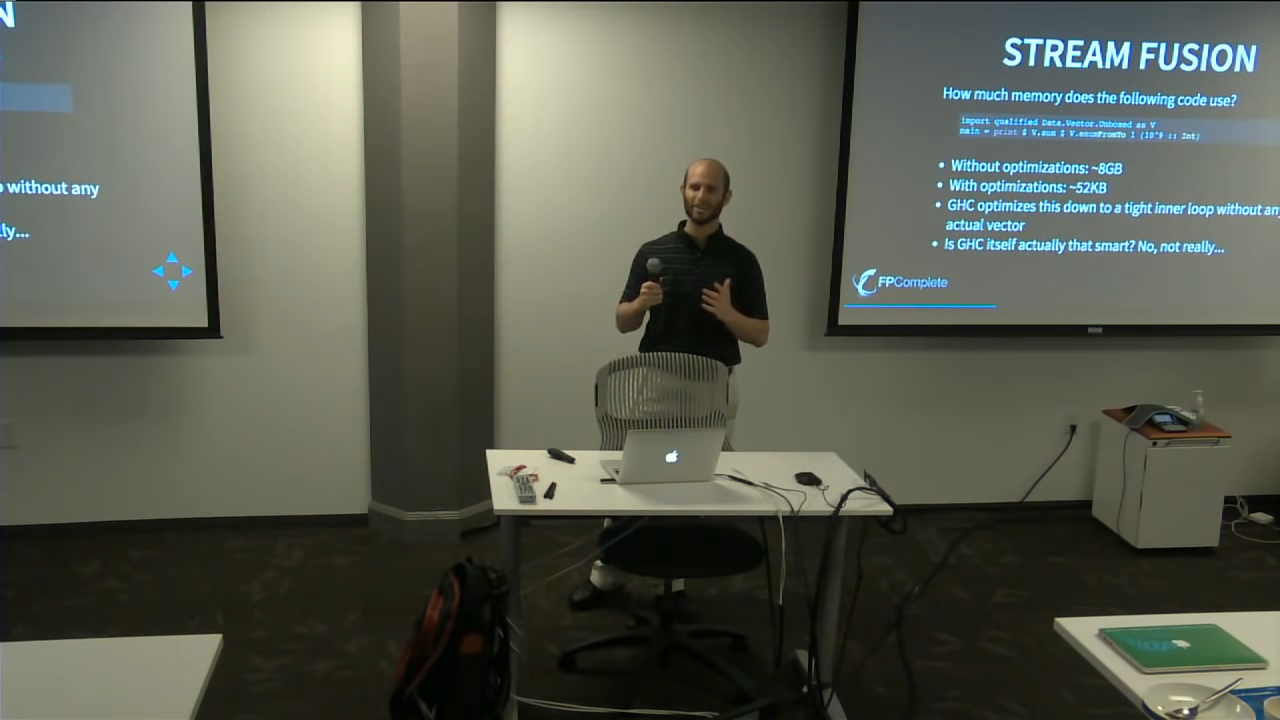 N
o without any
lly...
STREAM FUSION
How much memory does the following code use?
import qualified Data.Vector.Unboxed as V
main = print $ V.sum $ V.enumFromTo 1 (10^9 :: Int)
• Without optimizations: ~8GB
• With optimizations: ~52KB
• GHC optimizes this down to a tight inner loop without any
actual vector
• Is GHC itself actually that smart? No, not really...
FPComplete